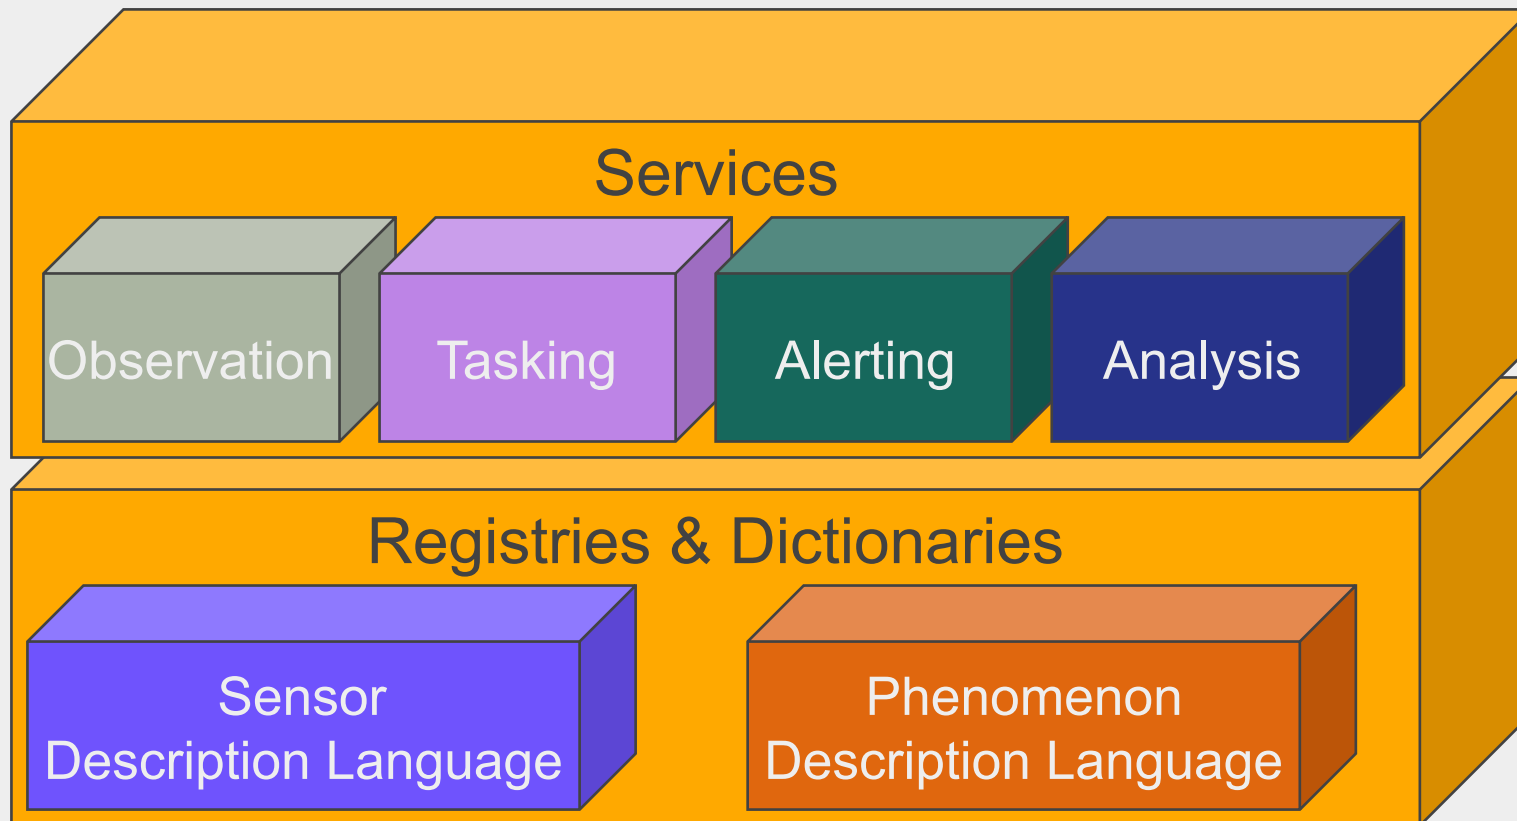 Services
Observation
Tasking
Alerting
Analysis
Registries & Dictionaries
Sensor
Description Language
Phenomenon
Description Language